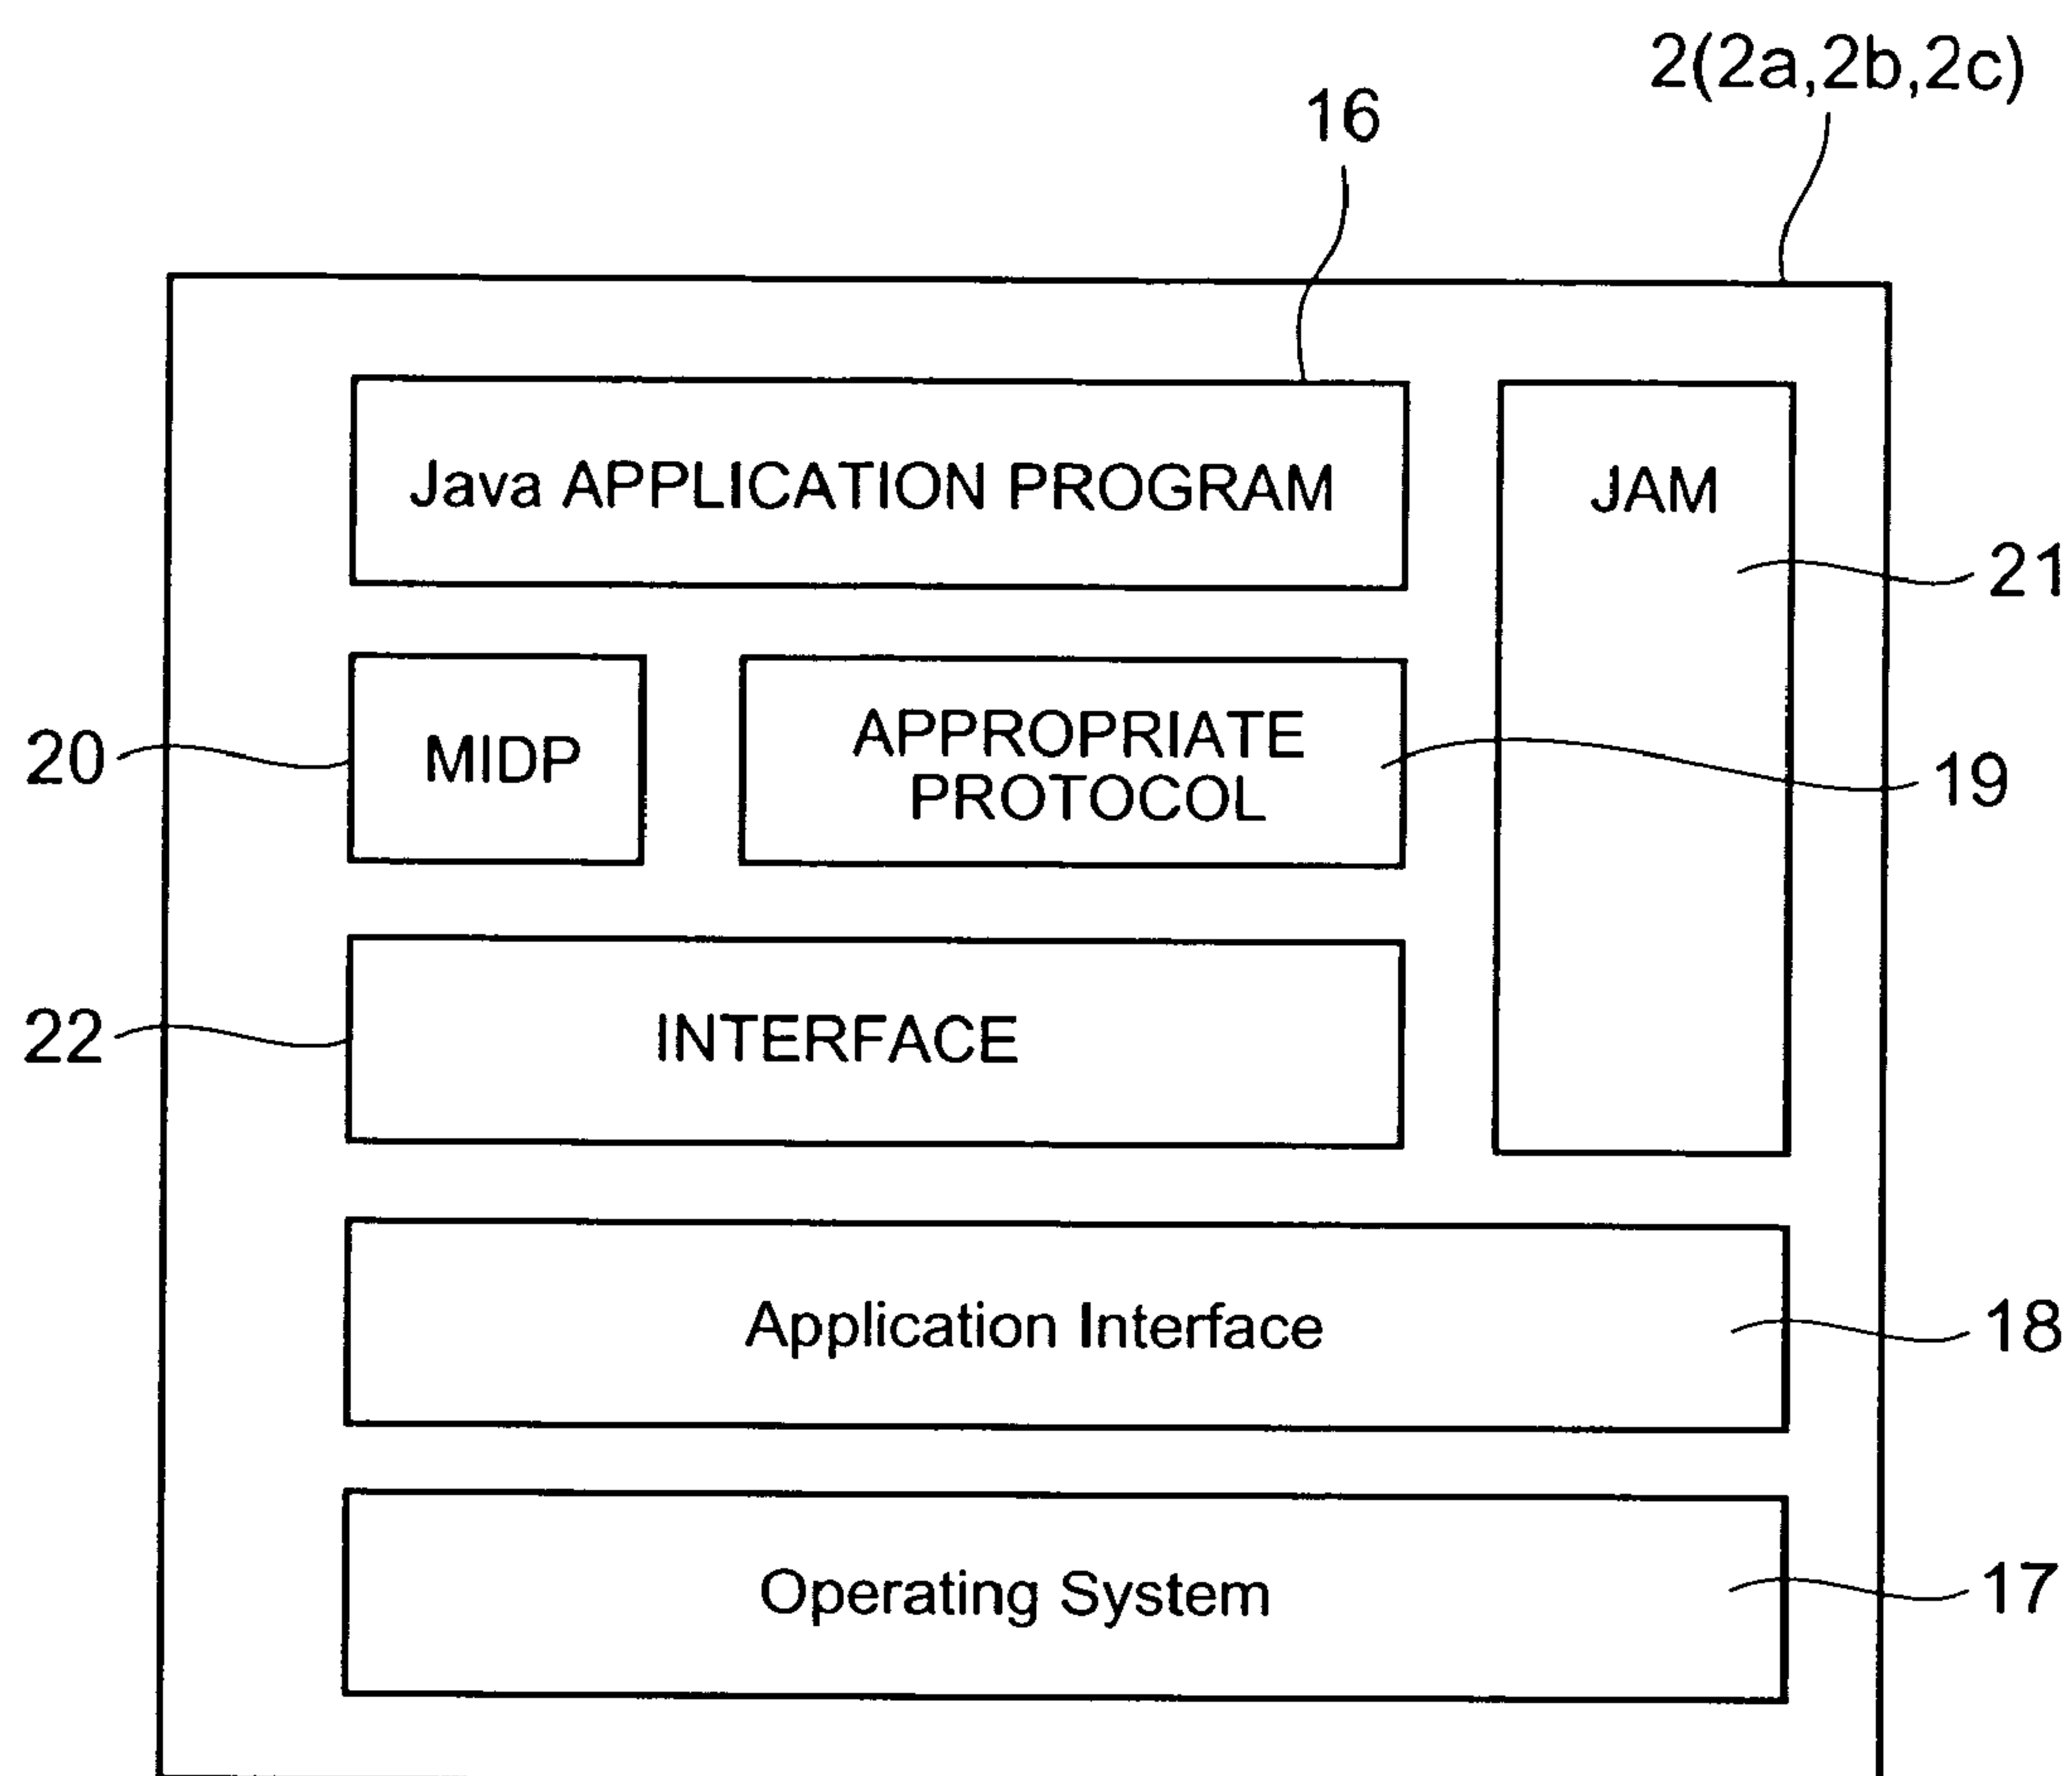 2(2a,2b,2c)
16
Java APPLICATION PROGRAM
JAM
21
20
MIDP
APPROPRIATE
PROTOCOL
19
22
INTERFACE
Application Interface
18
Operating System
17